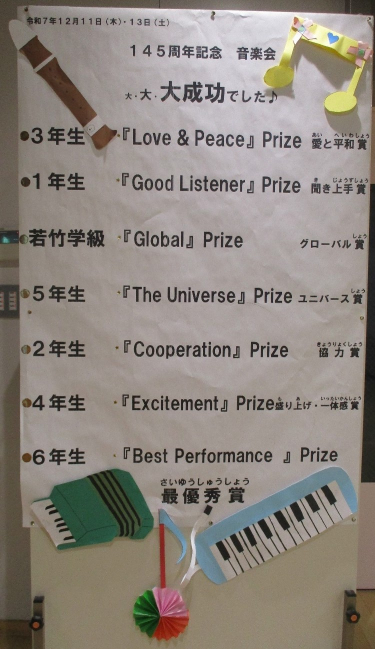 令和7年12月11日(木)・13日(土)
145周年記念 音楽会
大・大・大成功でした♪
●3年生 ・『Love & Peace』 Prize 愛と平和賞
●1年生 ・『Good Listener』 Prize 聞き上手賞
●若竹学級 ・『Global』 Prize グローバル賞
●5年生 ・『The Universe』 Prize ユニバース賞
●2年生 ・『Cooperation』 Prize 協力賞
●4年生 ・『Excitement』 Prize 盛り上げ・一体感賞
●6年生 ・『Best Performance 』 Prize
最優秀賞